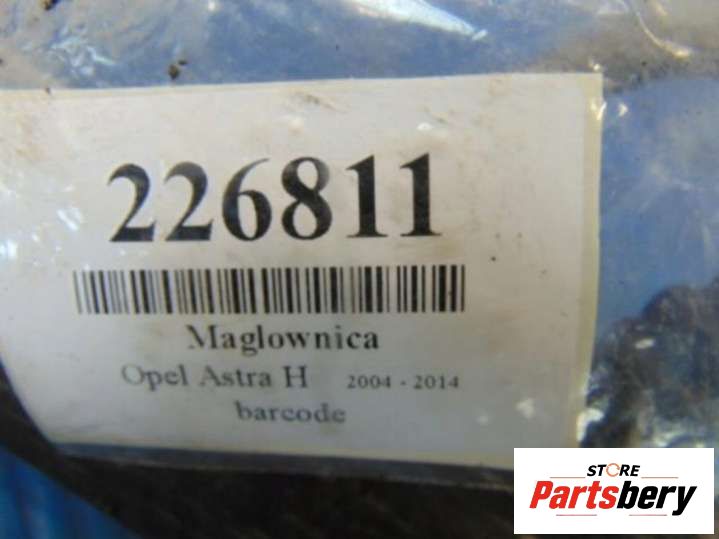 226811
Maglownica
Opel Astra H 2004 - 2014
barcode
STORE
Partsbery